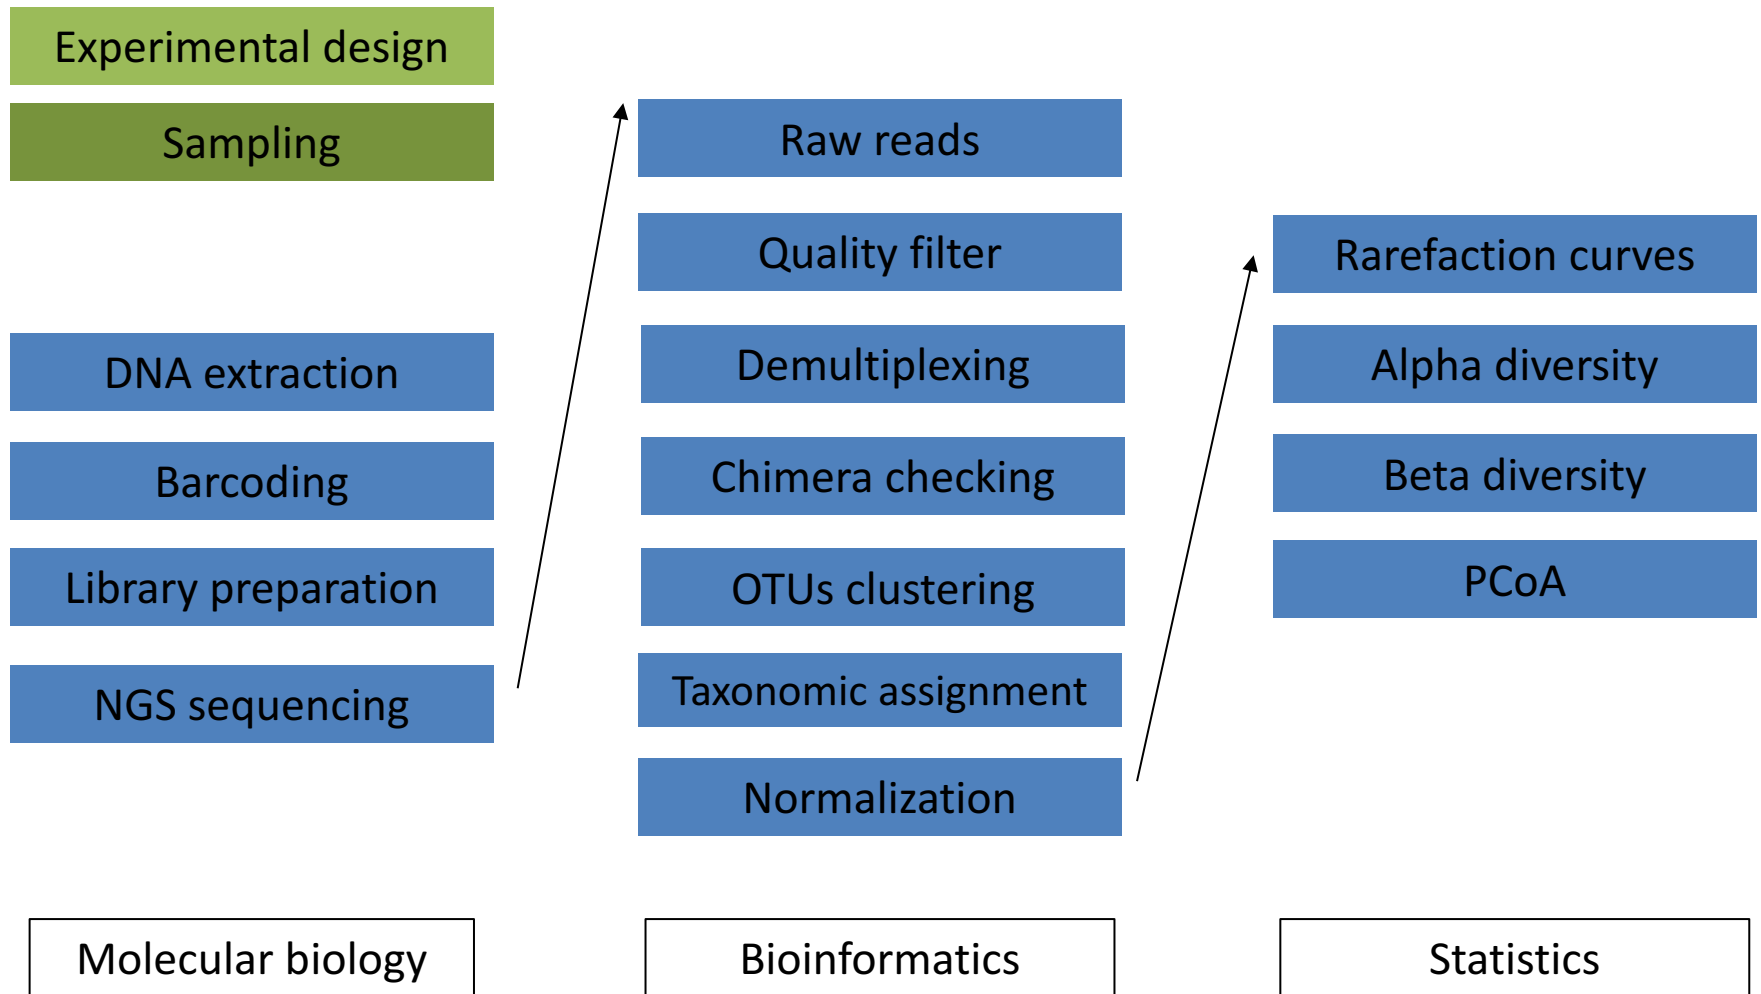 Experimental design
Sampling
DNA extraction
Barcoding
Library preparation
NGS sequencing
Molecular biology
Raw reads
Quality filter
Demultiplexing
Chimera checking
OTUs clustering
Taxonomic assignment
Normalization
Bioinformatics
Rarefaction curves
Alpha diversity
Beta diversity
PCoA
Statistics